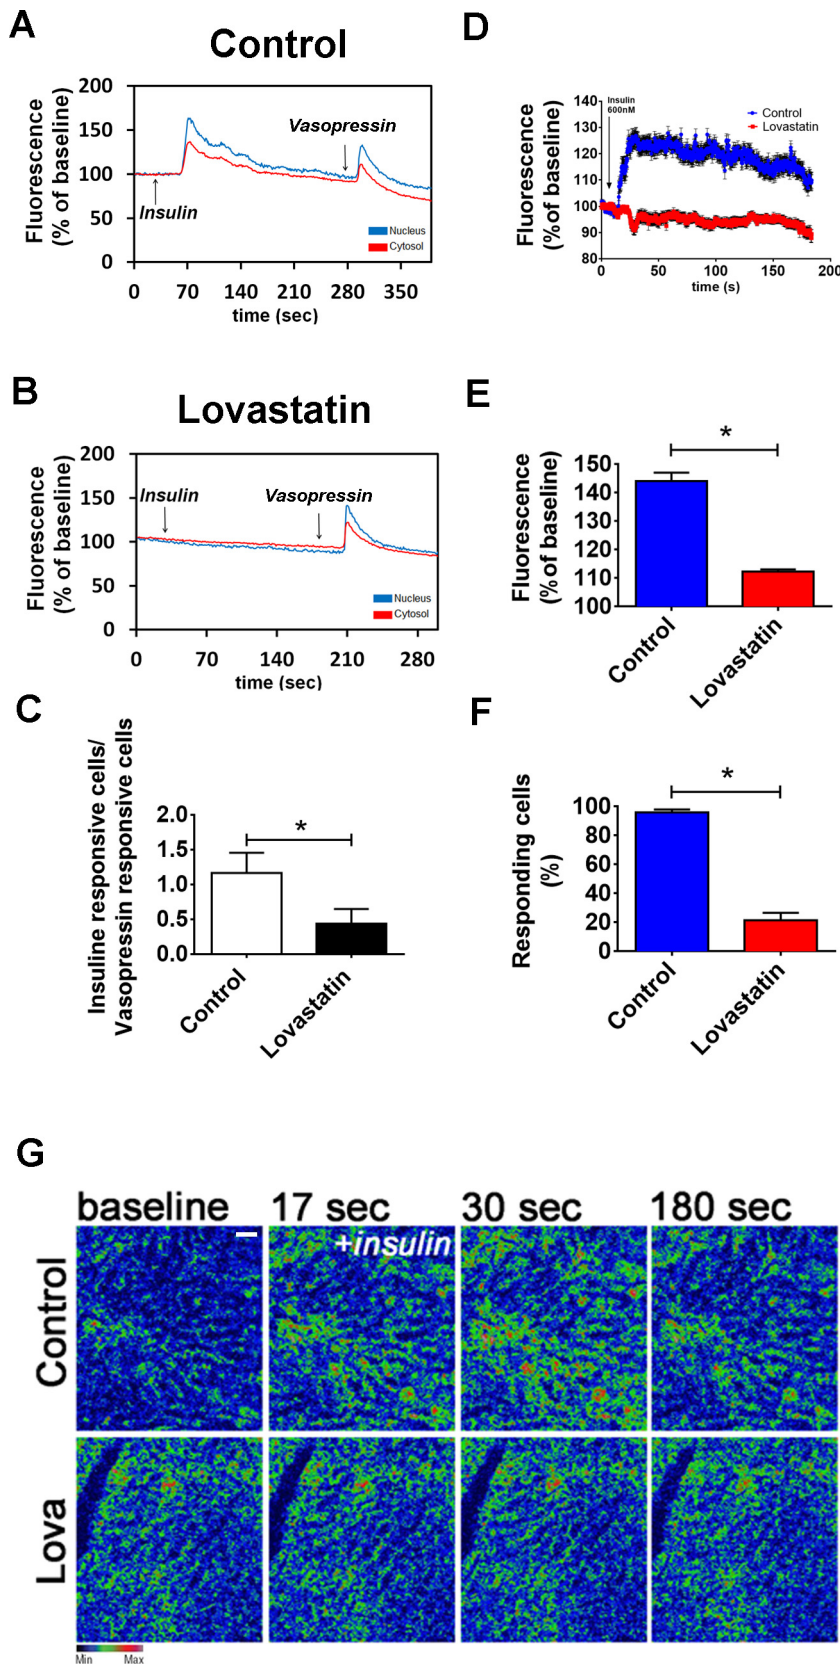 A
Control
Fluorescence
(% of baseline)
200
150
100
50
0
Vasopressin
Insulin
Nucleus
Cytosol
0 70 140 210 280 350
time (sec)
B
Lovastatin
Fluorescence
(% of baseline)
200
150
100
50
0
Insulin
Vasopressin
Nucleus
Cytosol
0 70 140 210 280
time (sec)
C
Insuline responsive cells/
Vasopressin responsive cells
2.0
1.5
1.0
0.5
0.0
*
Control
Lovastatin
D
Fluorescence
(%of baseline)
140
130
120
110
100
90
80
Insulin
600nM
Control
Lovastatin
0 50 100 150 200
time (s)
E
Fluorescence
(%of baseline)
150
140
130
120
110
100
*
Control
Lovastatin
F
Responding cells
(%)
100
80
60
40
20
0
*
Control
Lovastatin
G
baseline 17 sec 30 sec 180 sec
+insulin
Control
Lova
Min Max